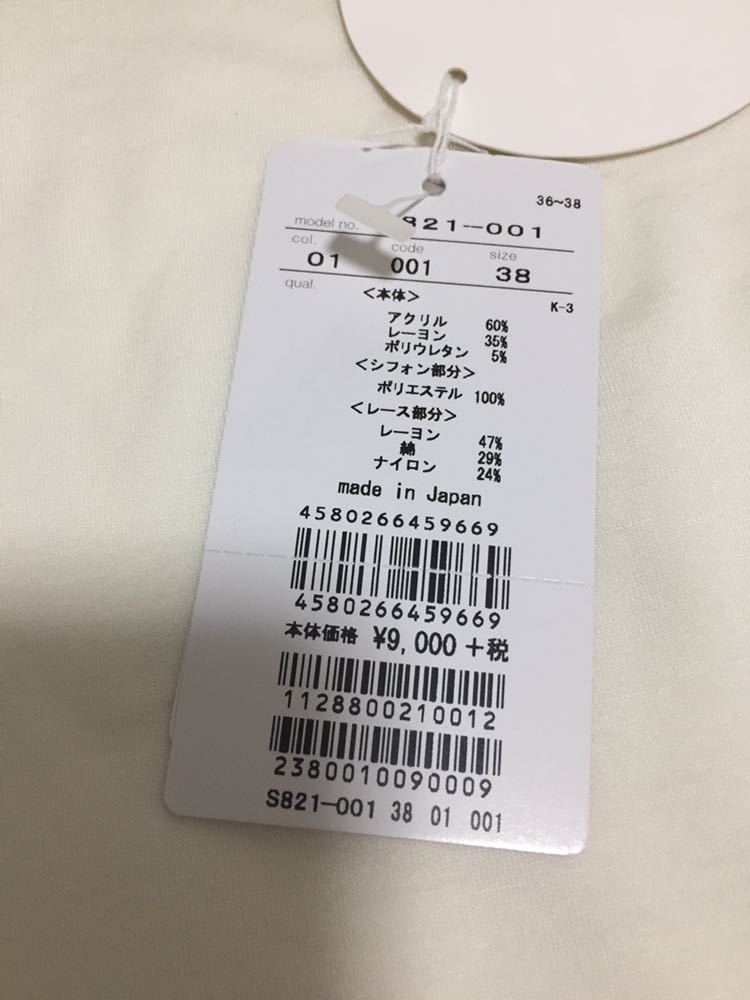 36~38
model no. S821-001
col. code size
01 001 38
qual. K-3
<本体>
アクリル 60%
レーヨン 35%
ポリウレタン 5%
<シフォン部分>
ポリエステル 100%
<レース部分>
レーヨン 47%
綿 29%
ナイロン 24%
made in Japan
4580266459669
4580266459669
本体価格 ¥9,000 +税
1128800210012
2380010090009
S821-001 38 01 001